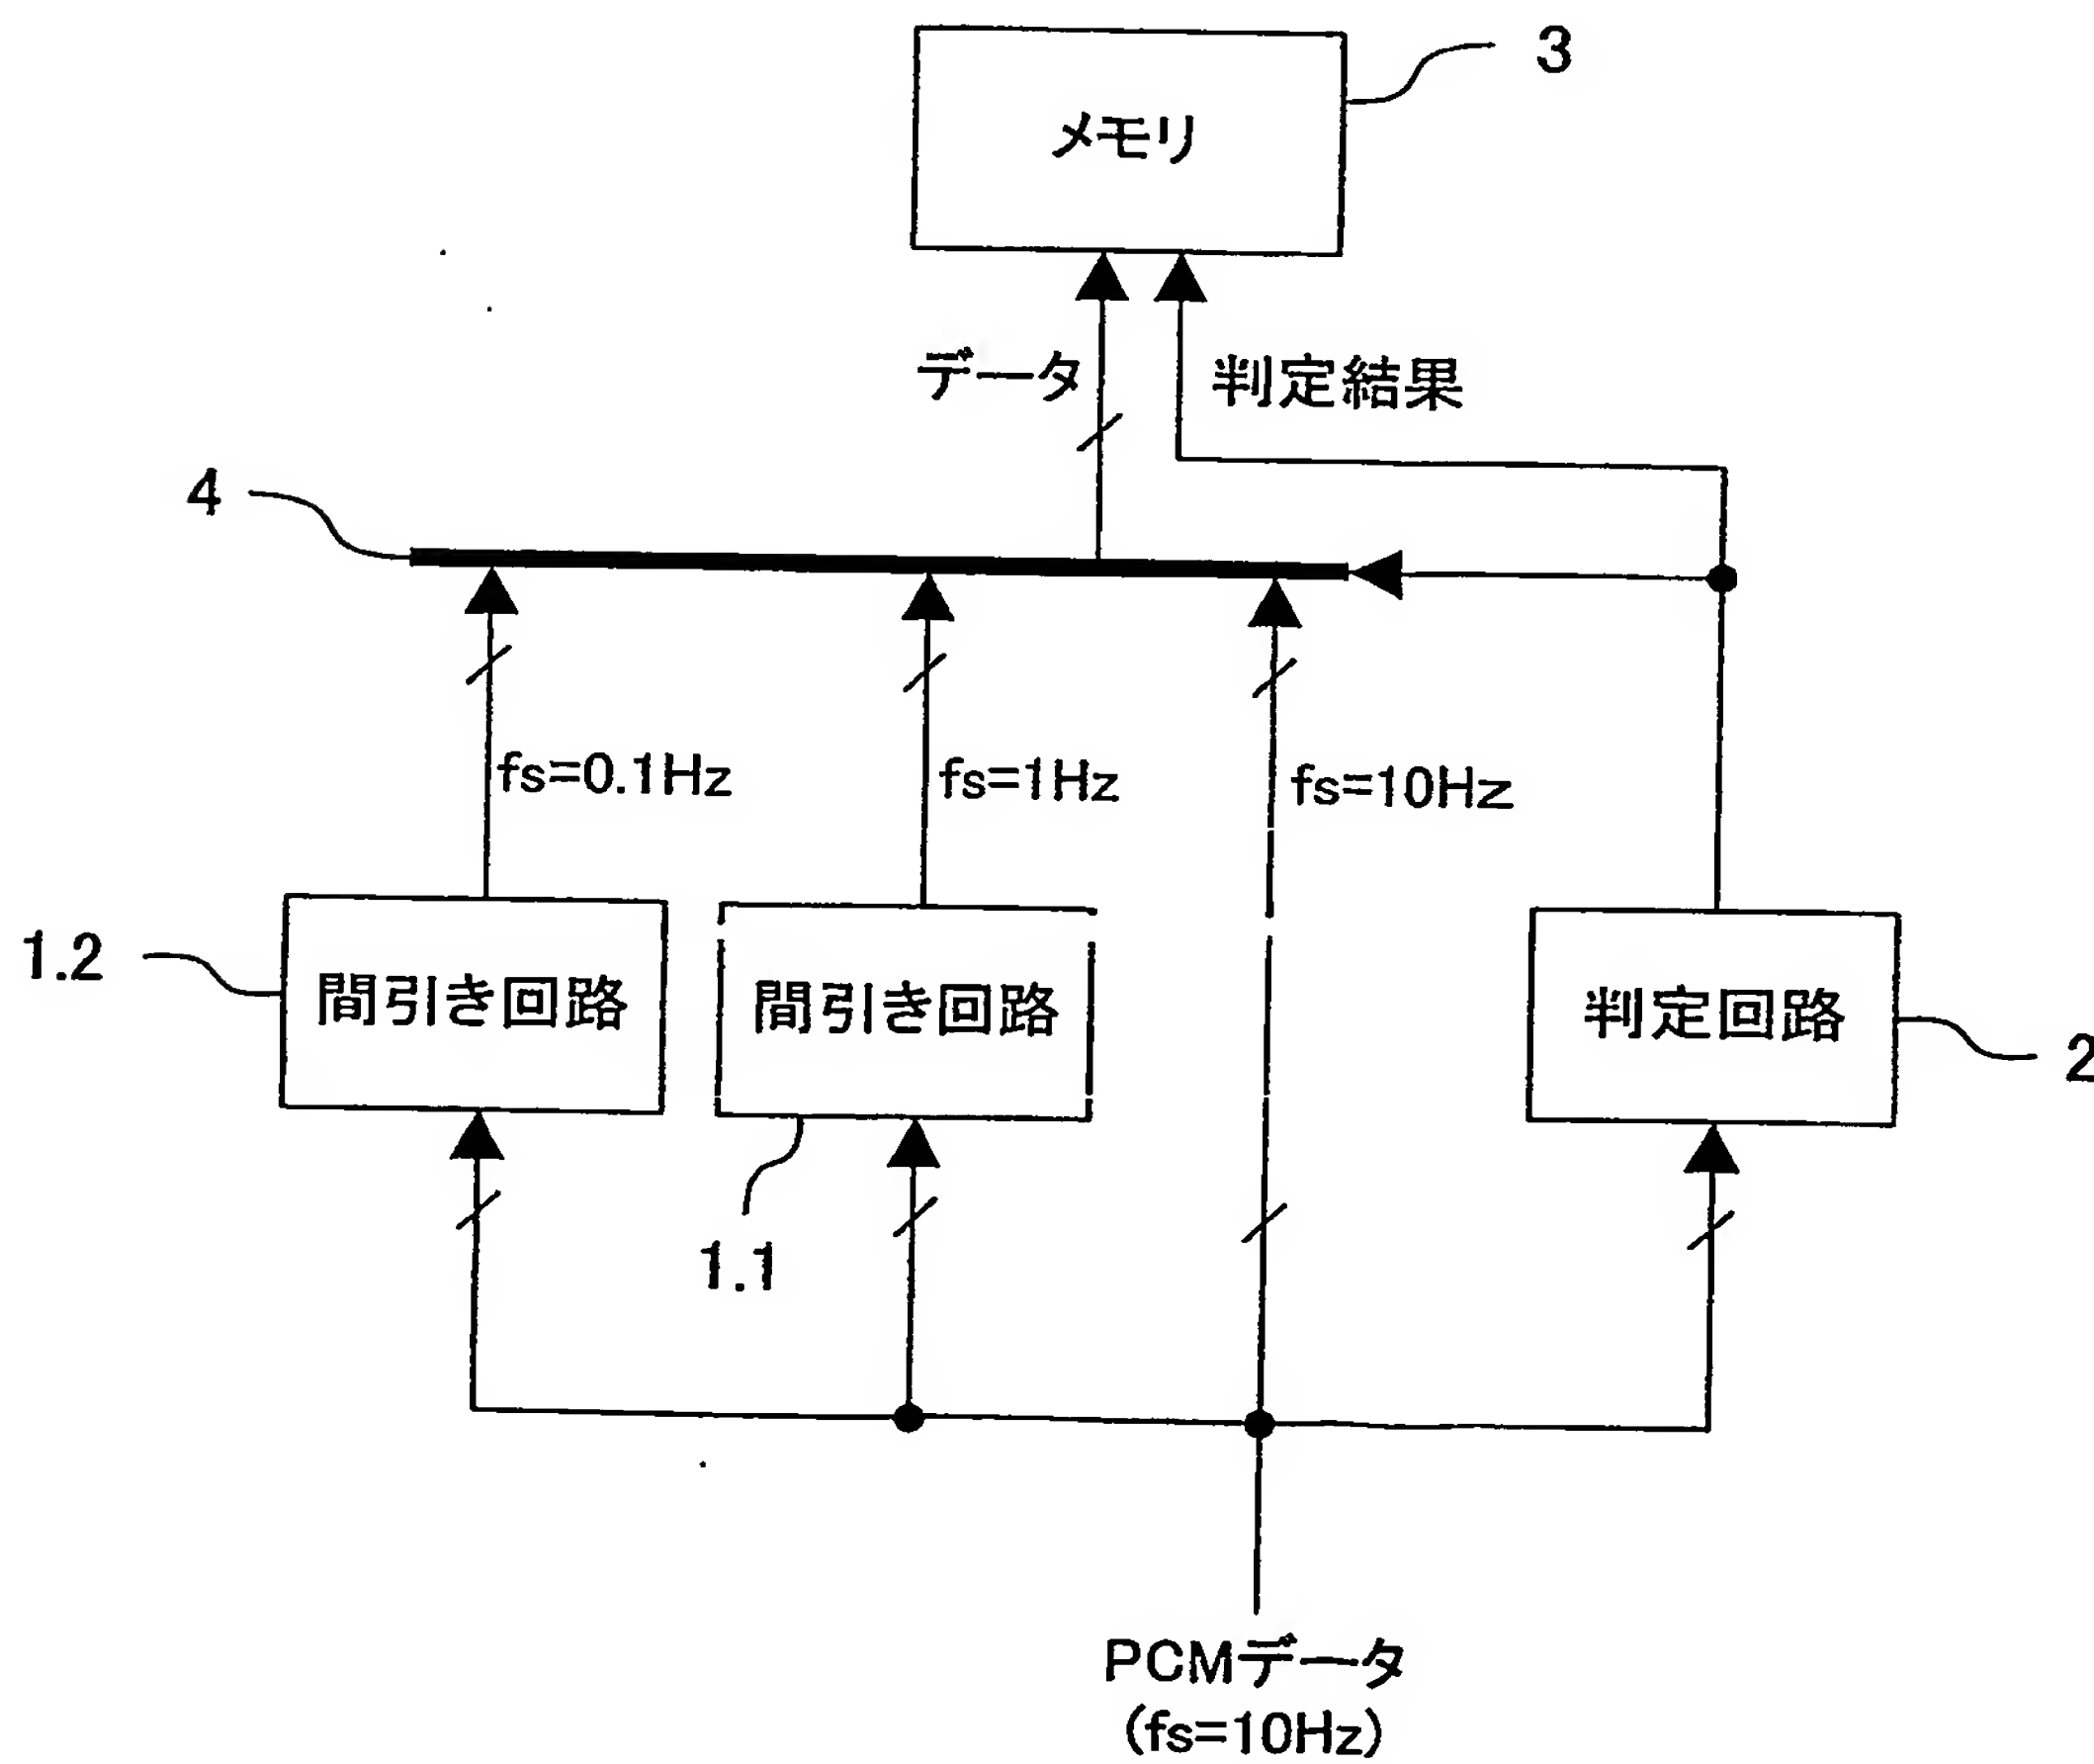 3
メモリ
データ
判定結果
4
fs=0.1Hz
fs=1Hz
fs=10Hz
1.2
間引き回路
間引き回路
判定回路
2
1.1
PCMデータ
(fs=10Hz)